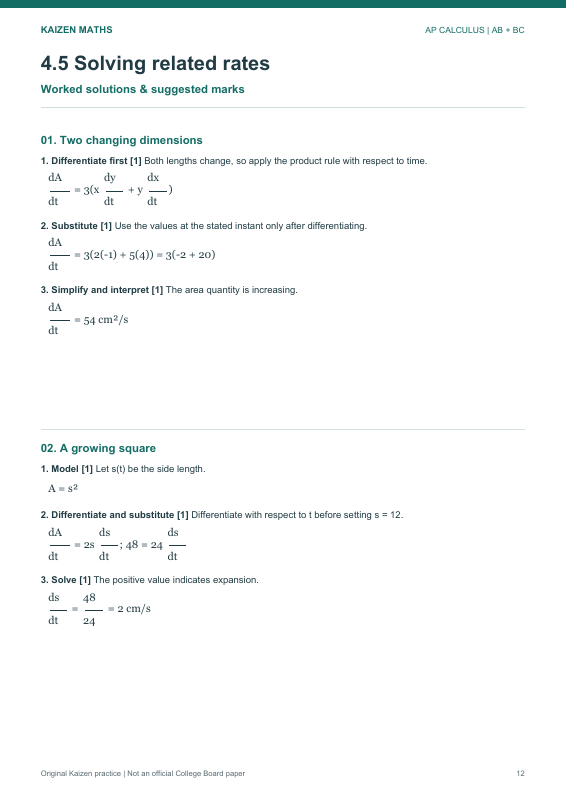 KAIZEN MATHS
AP CALCULUS | AB + BC
4.5 Solving related rates
Worked solutions & suggested marks
01. Two changing dimensions
1. Differentiate first [1] Both lengths change, so apply the product rule with respect to time.
dA/dt = 3(x dy/dt + y dx/dt)
2. Substitute [1] Use the values at the stated instant only after differentiating.
dA/dt = 3(2(-1) + 5(4)) = 3(-2 + 20)
3. Simplify and interpret [1] The area quantity is increasing.
dA/dt = 54 cm²/s
02. A growing square
1. Model [1] Let s(t) be the side length.
A = s²
2. Differentiate and substitute [1] Differentiate with respect to t before setting s = 12.
dA/dt = 2s ds/dt ; 48 = 24 ds/dt
3. Solve [1] The positive value indicates expansion.
ds/dt = 48/24 = 2 cm/s
Original Kaizen practice | Not an official College Board paper
12